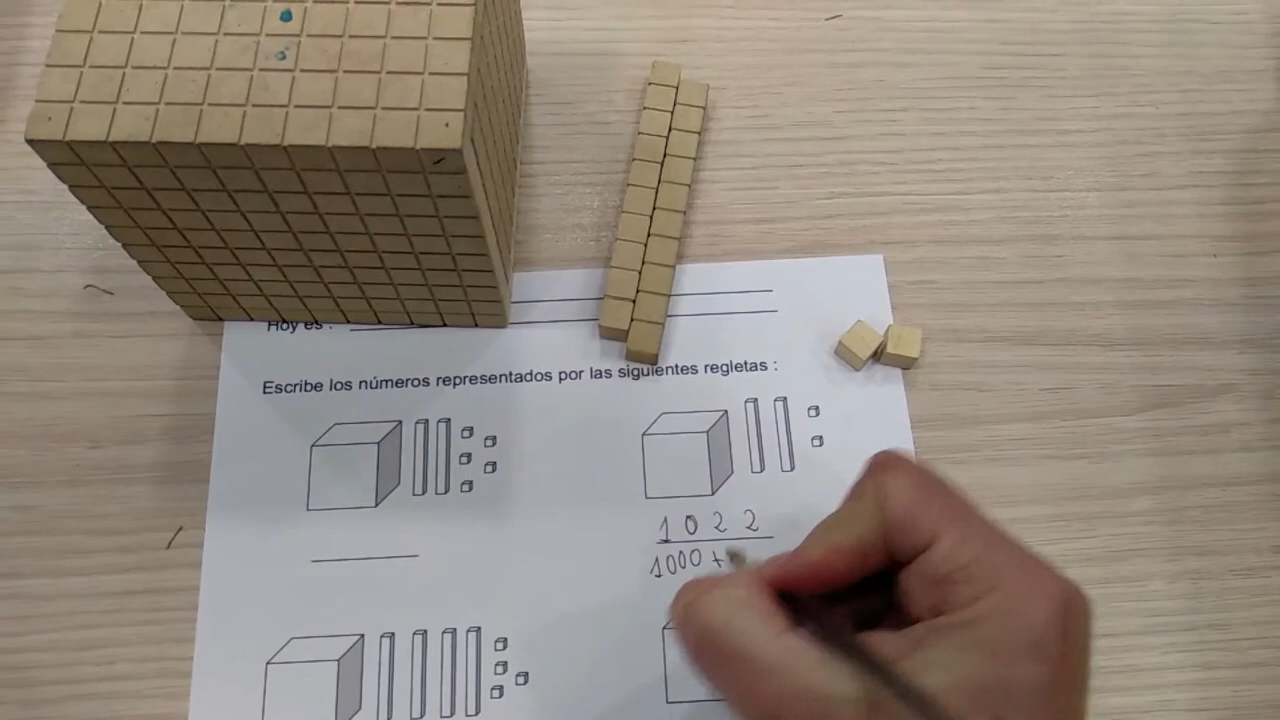 Hoy es :
Escribe los números representados por las siguientes regletas :
1 0 2 2
1000 +